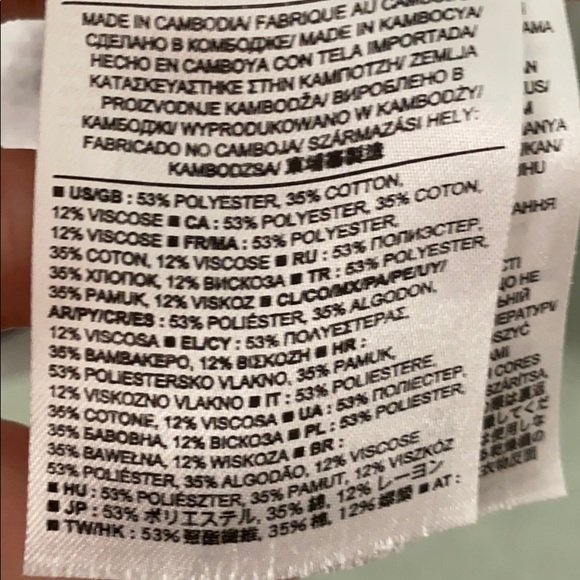 MADE IN CAMBODIA/ FABRIQUE AU
СДЕЛАНО В КОМБОДЖЕ/ MADE IN KAMBOCYA/
HECHO EN CAMBOYA CON TELA IMPORTADA/
ΚΑΤΑΣΚΕΥΑΣΤΗΚΕ ΣΤΗΝ ΚΑΜΠΟΤΖΗ/ ZEMLJA
PROIZVODNJE KAMBODŽA/ ВИРОБЛЕНО В
КАМБОДЖІ/ WYPRODUKOWANO W KAMBODŻY/
FABRICADO NO CAMBOJA/ SZÁRMAZÁSI HELY:
KAMBODZSA/ 柬埔寨製造
■ US/GB : 53% POLYESTER, 35% COTTON,
12% VISCOSE ■ CA : 53% POLYESTER, 35% COTON,
12% VISCOSE ■ FR/MA : 53% POLYESTER,
35% COTON, 12% VISCOSE ■ RU : 53% ПОЛИЭСТЕР,
35% ХЛОПОК, 12% ВИСКОЗА ■ TR : 53% POLYESTER,
35% PAMUK, 12% VISKOZ ■ CL/CO/MX/PA/PE/UY/
AR/PY/CR/ES : 53% POLIÉSTER, 35% ALGODON,
12% VISCOSA ■ EL/CY : 53% ΠΟΛΥΕΣΤΕΡΑΣ,
35% ΒΑΜΒΑΚΕΡΟ, 12% ΒΙΣΚΟΖΗ ■ HR :
53% POLIESTERSKO VLAKNO, 35% PAMUK,
12% VISKOZNO VLAKNO ■ IT : 53% POLIESTERE,
35% COTONE, 12% VISCOSA ■ UA : 53% ПОЛІЕСТЕР,
35% БАВОВНА, 12% ВІСКОЗА ■ PL : 53% POLIESTER,
35% BAWEŁNA, 12% WISKOZA ■ BR :
53% POLIÉSTER, 35% ALGODÃO, 12% VISCOSE
■ HU : 53% POLIÉSZTER, 35% PAMUT, 12% VISZKÓZ
■ JP : 53% ポリエステル, 35% 綿, 12% レーヨン
■ TW/HK : 53% 聚酯纖維, 35% 棉, 12% 嫘縈 ■ AT :